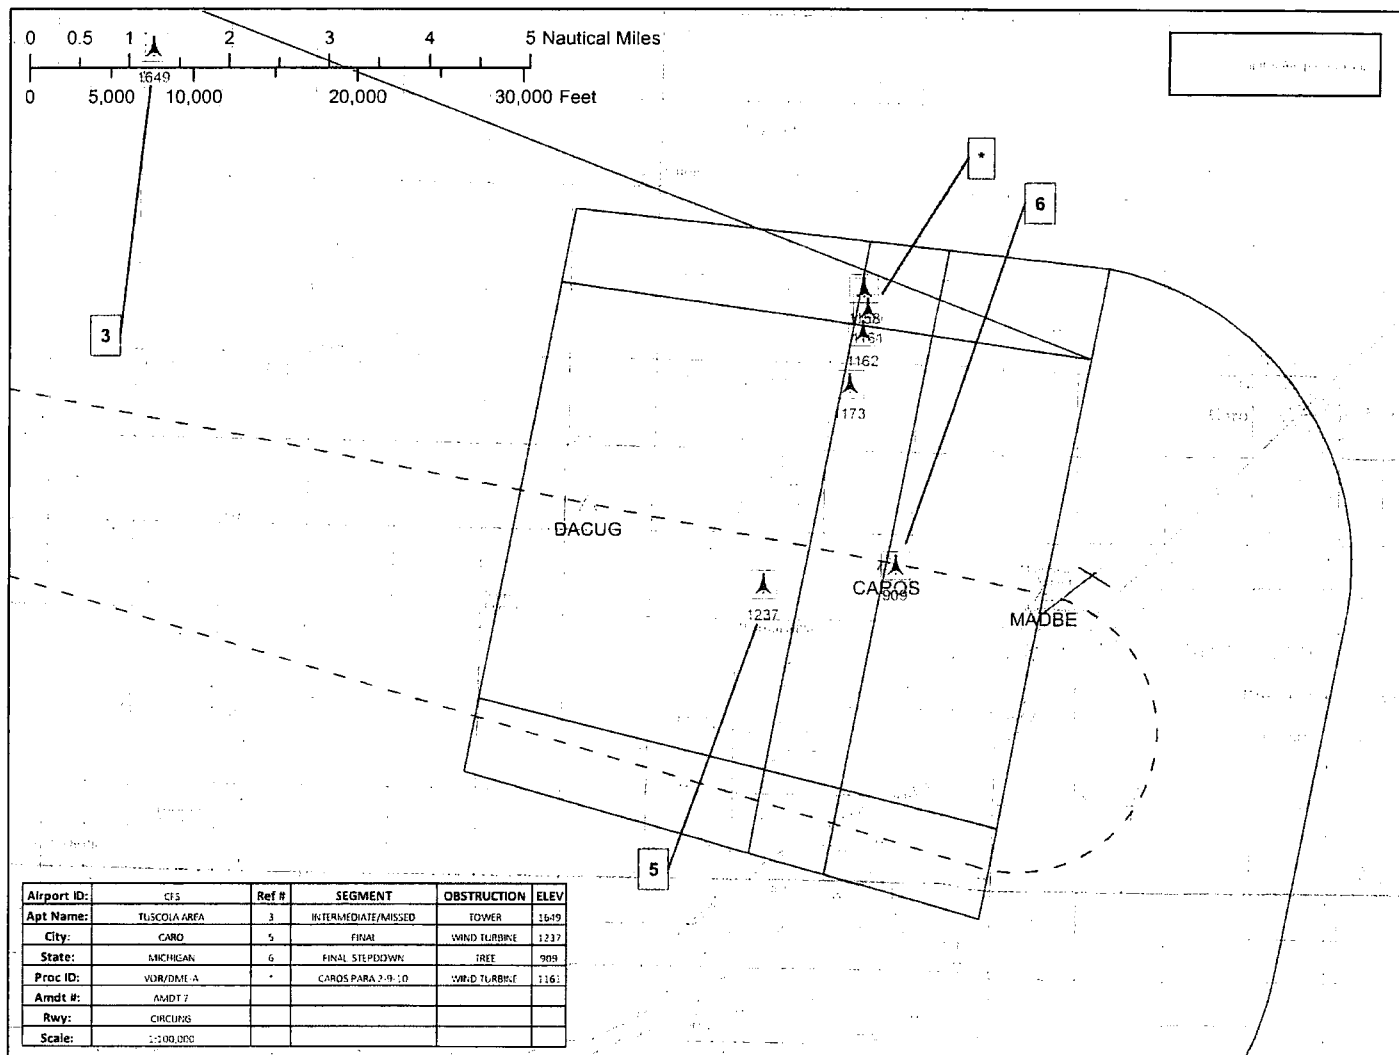 0 0.5 1 2 3 4 5 Nautical Miles
1649
0 5,000 10,000 20,000 30,000 Feet
*
6
3
1162
1173
DACUG
CAROS
909
MADBE
1237
5
Airport ID: CFS Ref # SEGMENT OBSTRUCTION ELEV
Apt Name: TUSCOLA AREA 3 INTERMEDIATE/MISSED TOWER 1649
City: CARO 5 FINAL WIND TURBINE 1237
State: MICHIGAN 6 FINAL STEPDOWN TREE 909
Proc ID: VOR/DME-A * CAROS PARA 2-9-10 WIND TURBINE 1161
Amdt #: AMDT 7
Rwy: CIRCLING
Scale: 1:100,000